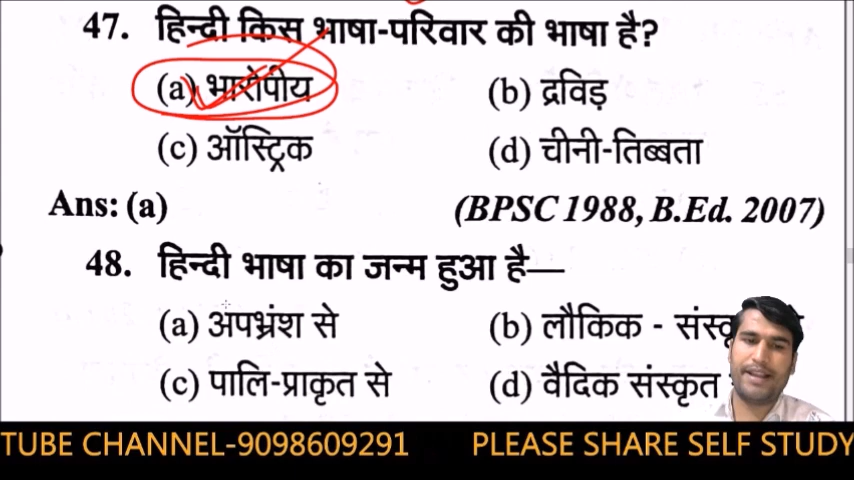 47. हिन्दी किस भाषा-परिवार की भाषा है?
(a) भारोपीय (b) द्रविड़
(c) ऑस्ट्रिक (d) चीनी-तिब्बता
Ans: (a) (BPSC 1988, B.Ed. 2007)
48. हिन्दी भाषा का जन्म हुआ है—
(a) अपभ्रंश से (b) लौकिक - 
(c) पालि-प्राकृत से (d) वैदिक संस्कृत
TUBE CHANNEL-9098609291 PLEASE SHARE SELF STUDY